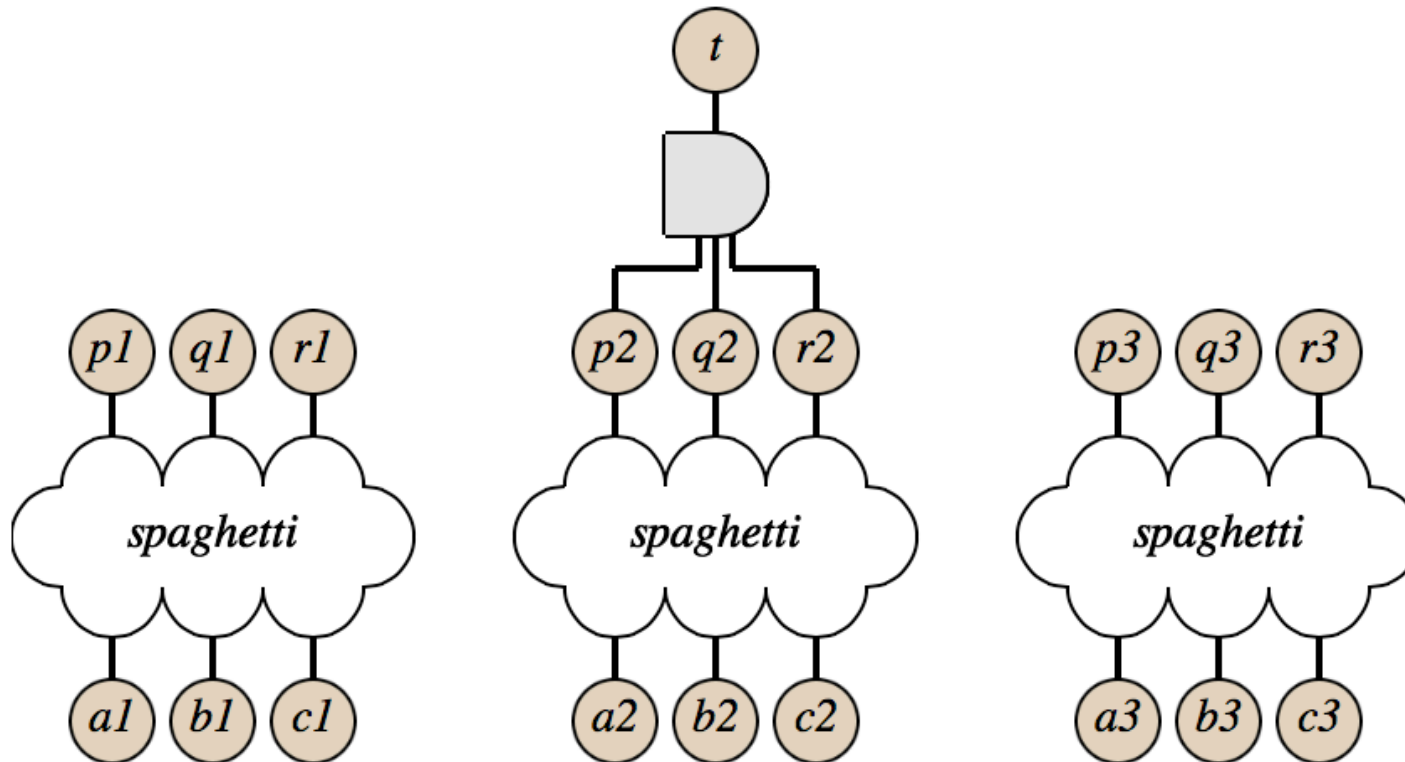 t
p1 q1 r1 p2 q2 r2 p3 q3 r3
spaghetti spaghetti spaghetti
a1 b1 c1 a2 b2 c2 a3 b3 c3